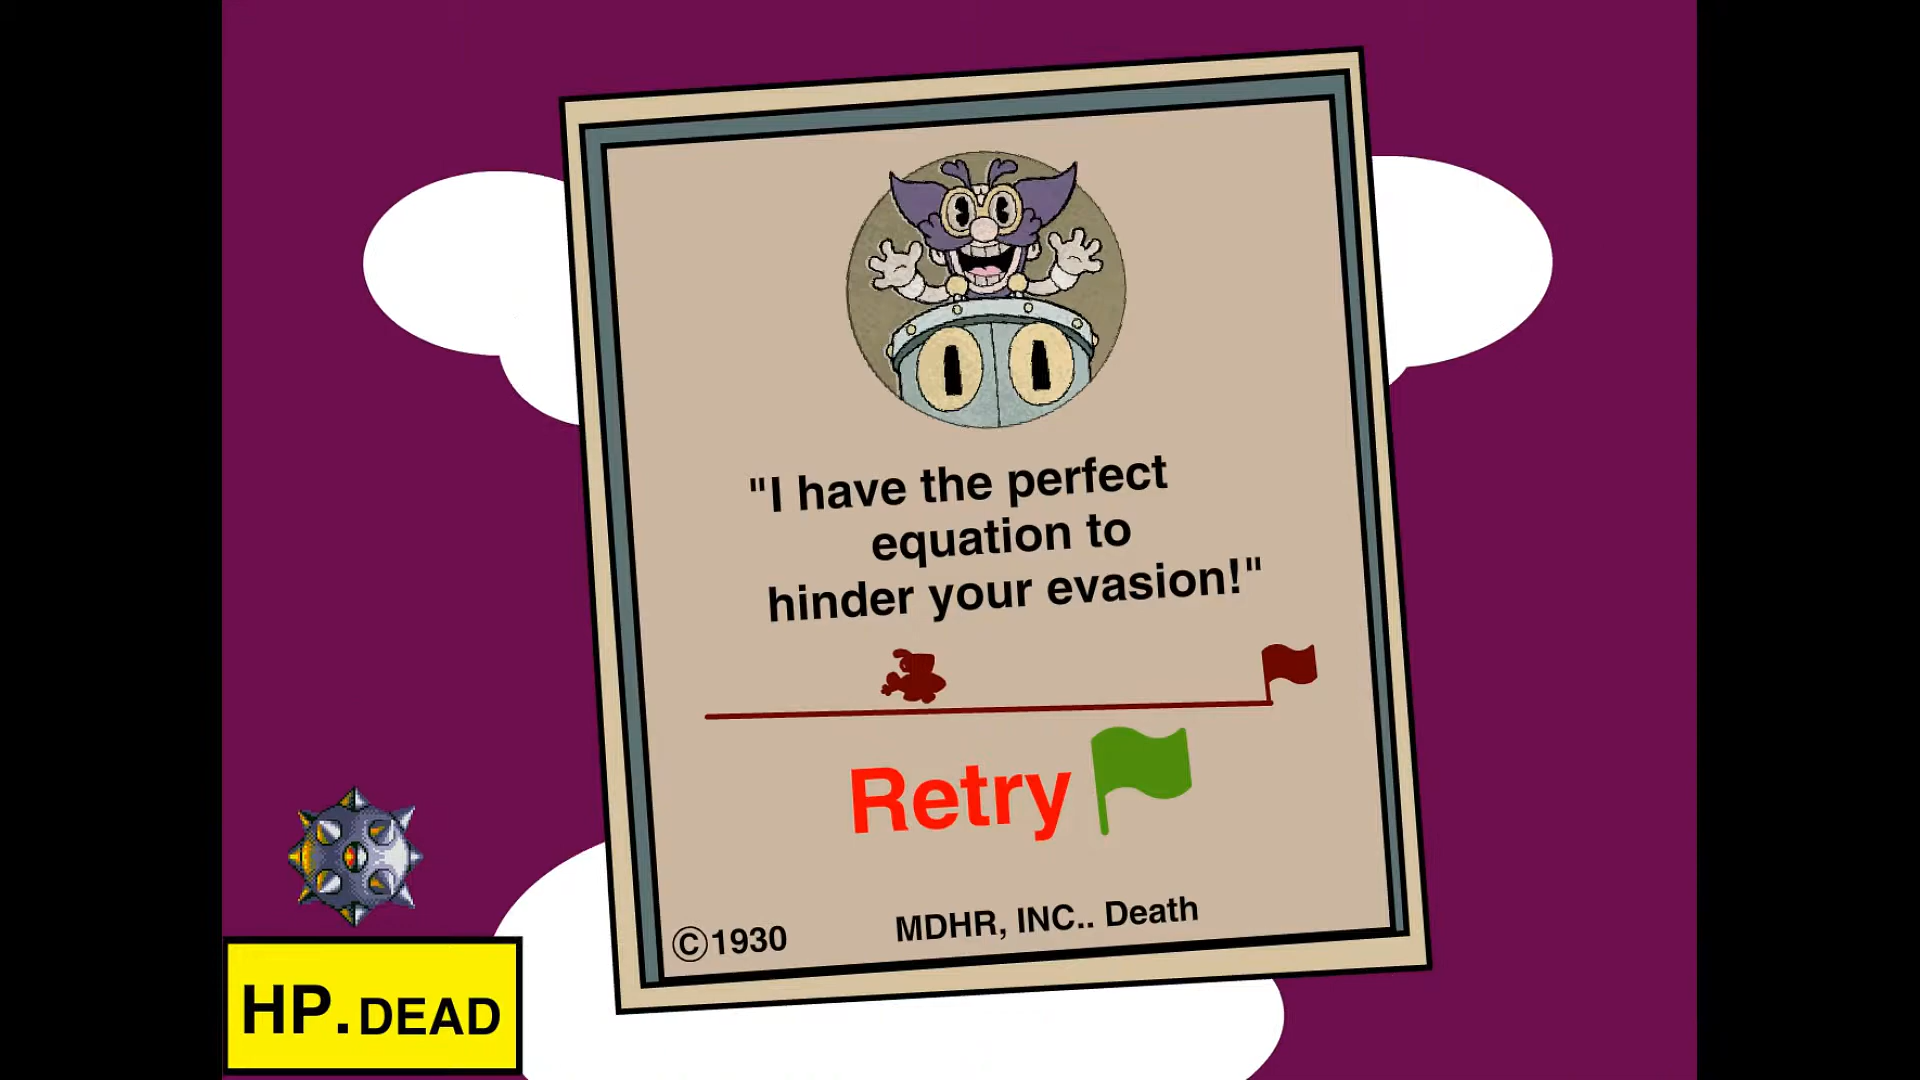 "I have the perfect
equation to
hinder your evasion!"
Retry
©1930 MDHR, INC.. Death
HP.DEAD